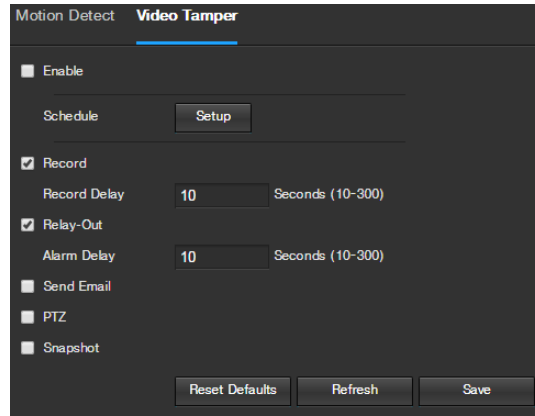 Motion Detect Video Tamper
Enable
Schedule Setup
Record
Record Delay 10 Seconds (10-300)
Relay-Out
Alarm Delay 10 Seconds (10-300)
Send Email
PTZ
Snapshot
Reset Defaults Refresh Save